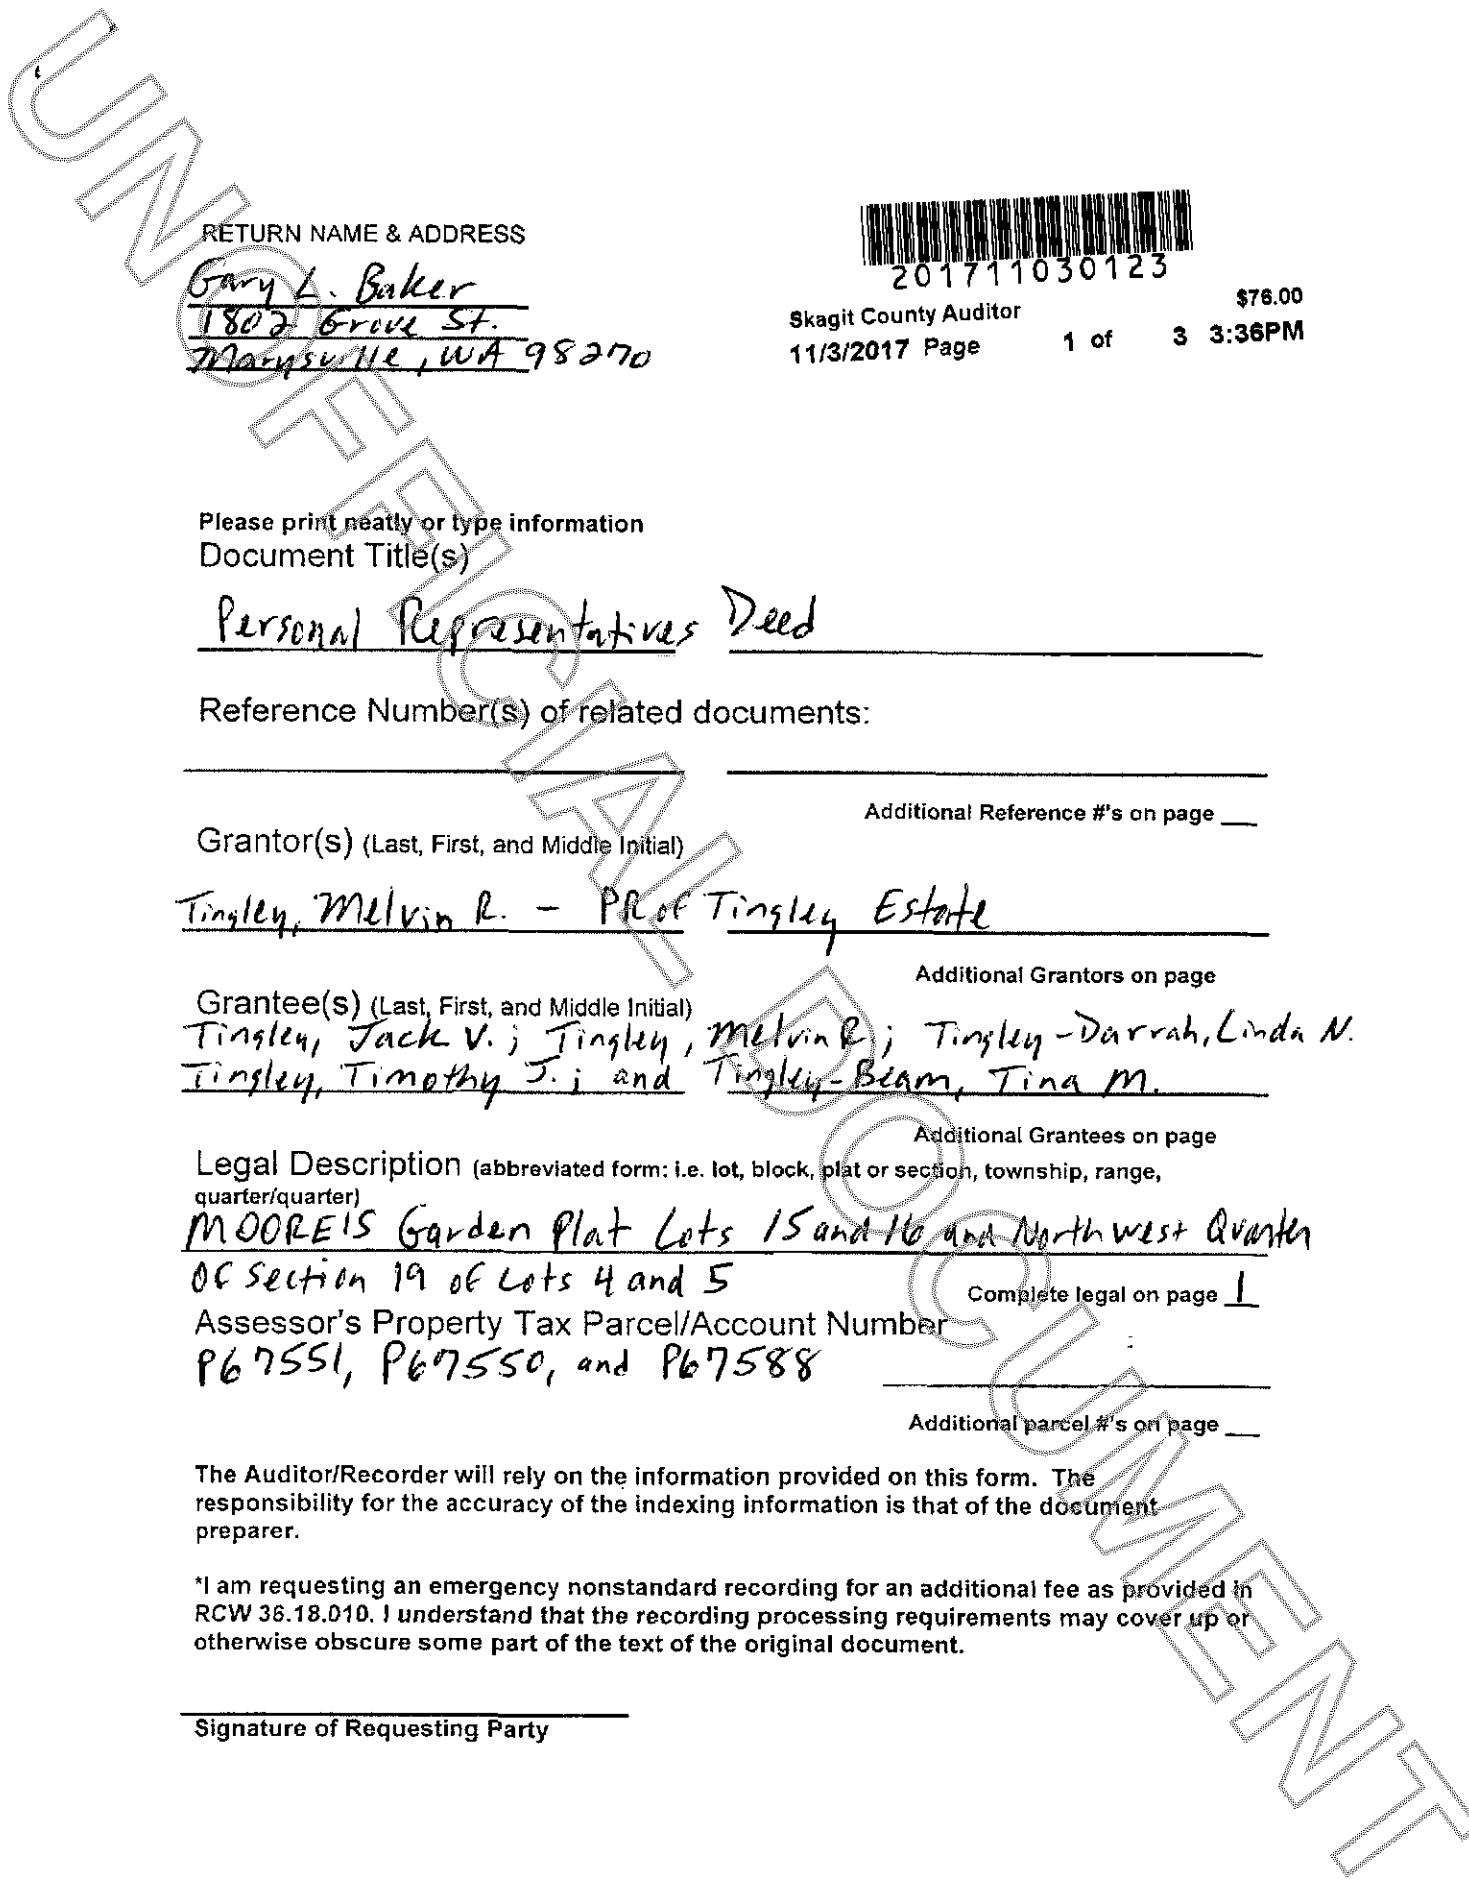 RETURN NAME & ADDRESS
Gary L. Baker
1802 Grove St.
Marysville, WA 98270
201711030123
Skagit County Auditor $76.00
11/3/2017 Page 1 of 3 3:36PM
Please print neatly or type information
Document Title(s)
Personal Representatives Deed
Reference Number(s) of related documents:
Additional Reference #'s on page
Grantor(s) (Last, First, and Middle Initial)
Tingley, Melvin R. - PR of Tingley Estate
Additional Grantors on page
Grantee(s) (Last, First, and Middle Initial)
Tingley, Jack V.; Tingley, Melvin R; Tingley-Darrah, Linda N.
Tingley, Timothy J.; and Tingley-Beam, Tina M.
Additional Grantees on page
Legal Description (abbreviated form: i.e. lot, block, plat or section, township, range,
quarter/quarter)
MOORE'S Garden Plat Lots 15 and 16 and Northwest Quarter
of Section 19 of Lots 4 and 5
Complete legal on page 1
Assessor's Property Tax Parcel/Account Number
P67551, P67550, and P67588
Additional parcel #'s on page
The Auditor/Recorder will rely on the information provided on this form. The
responsibility for the accuracy of the indexing information is that of the document
preparer.
*I am requesting an emergency nonstandard recording for an additional fee as provided in
RCW 36.18.010. I understand that the recording processing requirements may cover up or
otherwise obscure some part of the text of the original document.
Signature of Requesting Party
UNOFFICIAL DOCUMENT